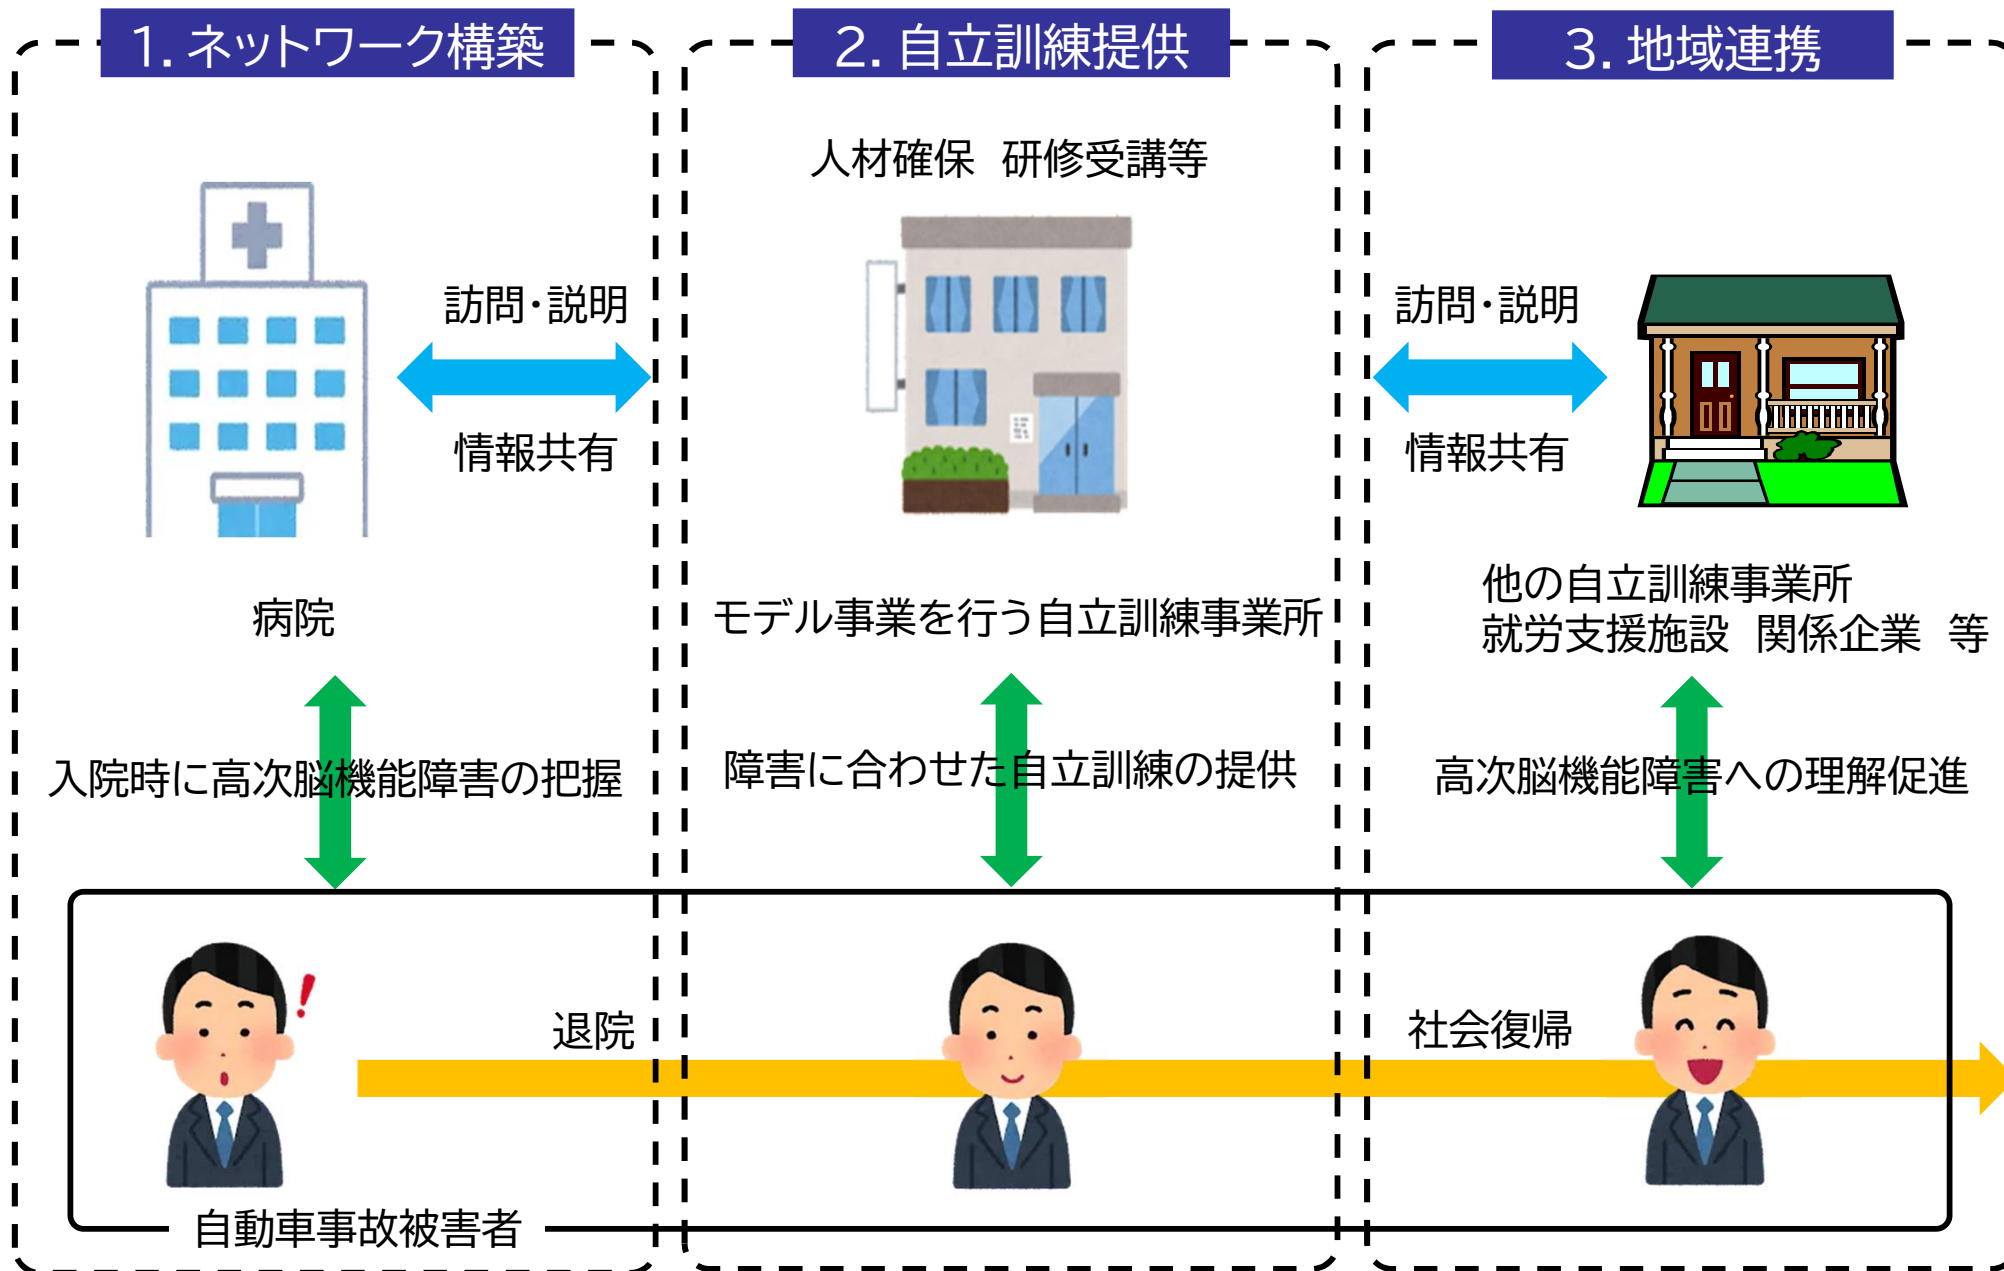 1. ネットワーク構築
2. 自立訓練提供
3. 地域連携
人材確保 研修受講等
訪問・説明
情報共有
訪問・説明
情報共有
病院
モデル事業を行う自立訓練事業所
他の自立訓練事業所
就労支援施設 関係企業 等
入院時に高次脳機能障害の把握
障害に合わせた自立訓練の提供
高次脳機能障害への理解促進
退院
社会復帰
自動車事故被害者